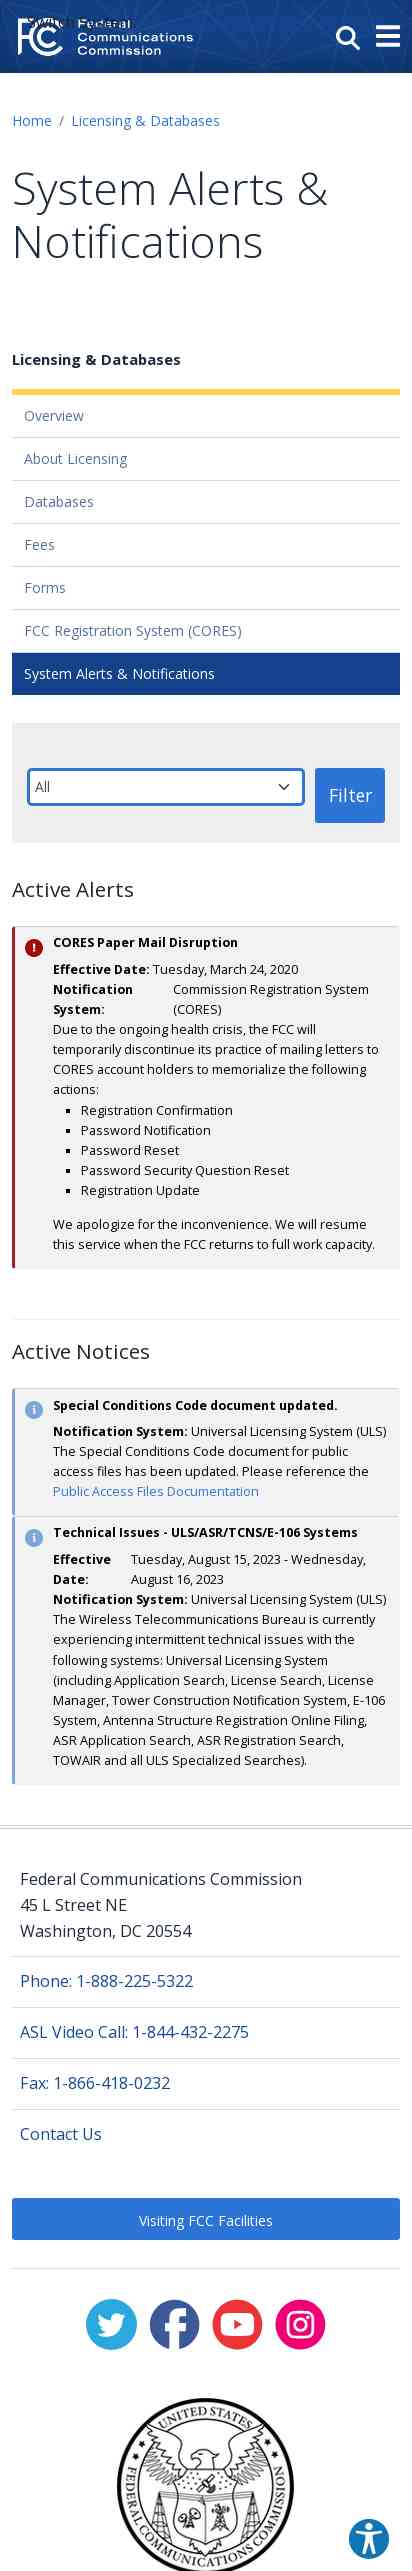 FCC
Federal
Communications
Commission
Home / Licensing & Databases
System Alerts &
Notifications
Licensing & Databases
Overview
About Licensing
Databases
Fees
Forms
FCC Registration System (CORES)
System Alerts & Notifications
All
Filter
Active Alerts
CORES Paper Mail Disruption
Effective Date: Tuesday, March 24, 2020
Notification System: Commission Registration System (CORES)
Due to the ongoing health crisis, the FCC will
temporarily discontinue its practice of mailing letters to
CORES account holders to memorialize the following
actions:
▪ Registration Confirmation
▪ Password Notification
▪ Password Reset
▪ Password Security Question Reset
▪ Registration Update
We apologize for the inconvenience. We will resume
this service when the FCC returns to full work capacity.
Active Notices
Special Conditions Code document updated.
Notification System: Universal Licensing System (ULS)
The Special Conditions Code document for public
access files has been updated. Please reference the
Public Access Files Documentation
Technical Issues - ULS/ASR/TCNS/E-106 Systems
Effective Date: Tuesday, August 15, 2023 - Wednesday, August 16, 2023
Notification System: Universal Licensing System (ULS)
The Wireless Telecommunications Bureau is currently
experiencing intermittent technical issues with the
following systems: Universal Licensing System
(including Application Search, License Search, License
Manager, Tower Construction Notification System, E-106
System, Antenna Structure Registration Online Filing,
ASR Application Search, ASR Registration Search,
TOWAIR and all ULS Specialized Searches).
Federal Communications Commission
45 L Street NE
Washington, DC 20554
Phone: 1-888-225-5322
ASL Video Call: 1-844-432-2275
Fax: 1-866-418-0232
Contact Us
Visiting FCC Facilities
UNITED STATES
FEDERAL COMMUNICATIONS COMMISSION